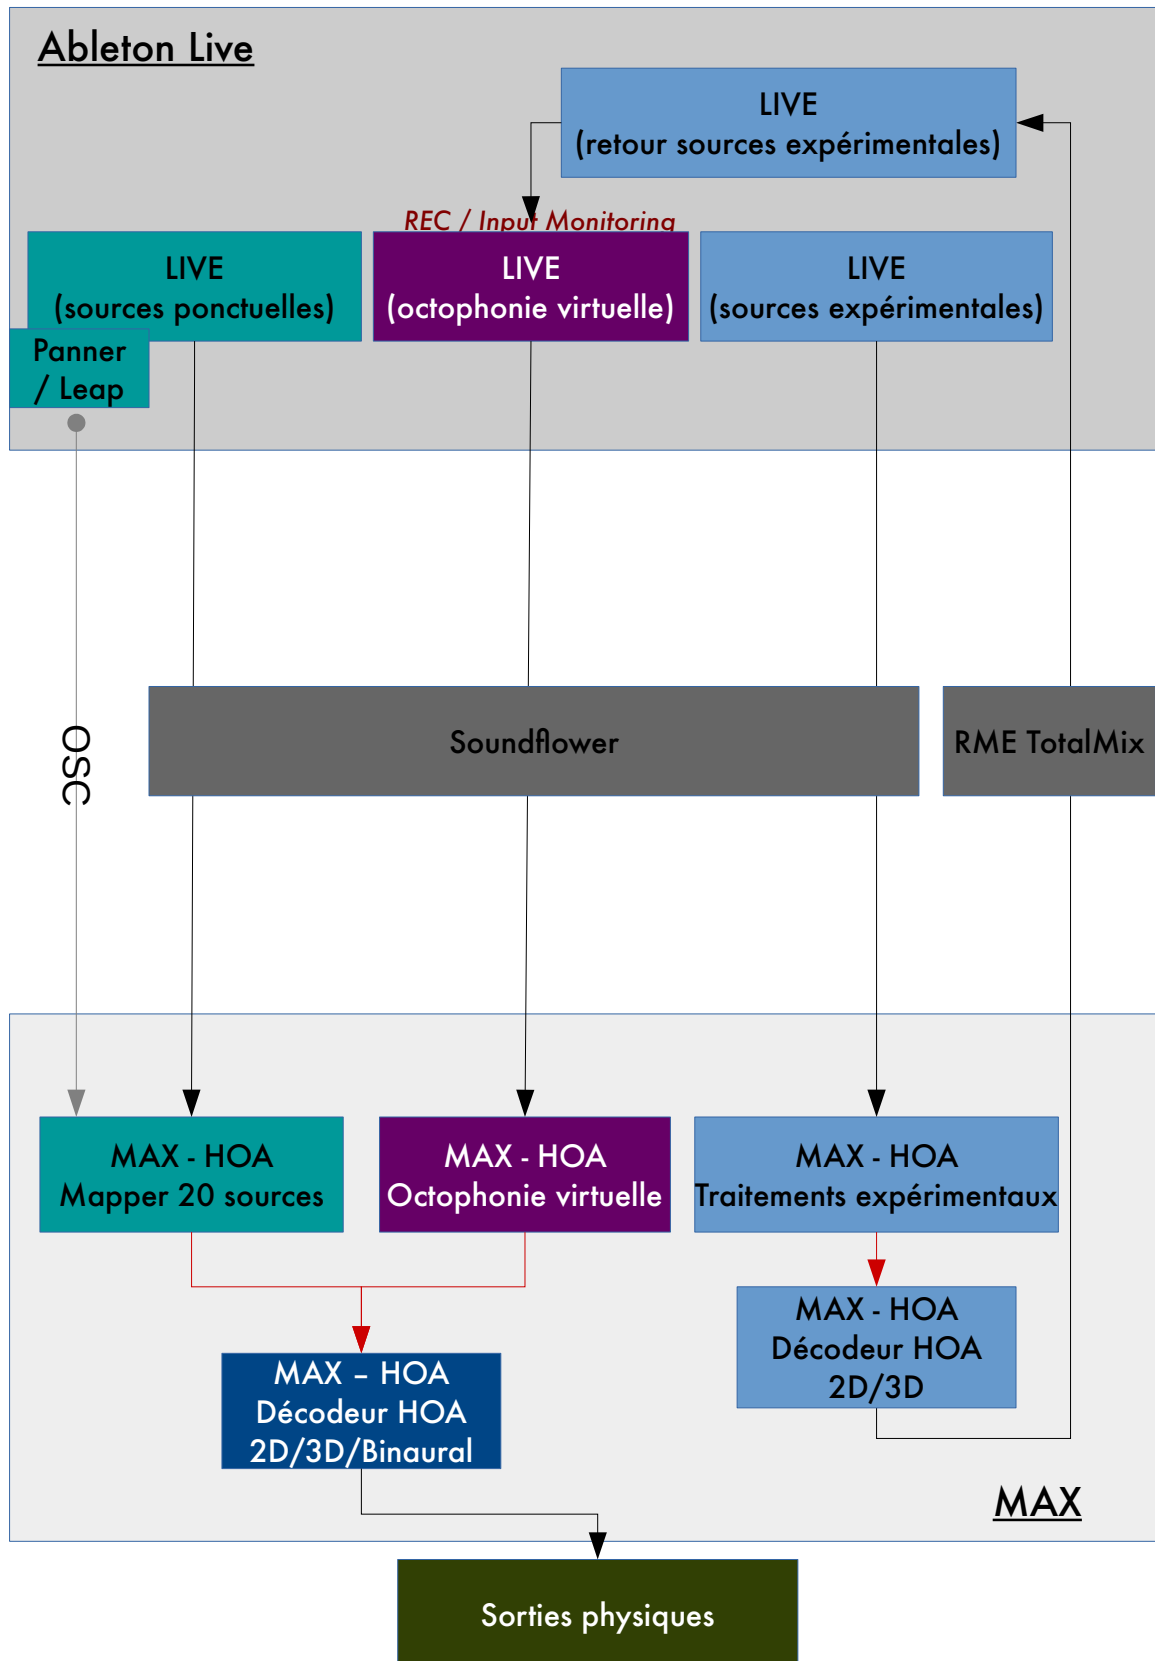 Ableton Live
LIVE
(retour sources expérimentales)
REC / Input Monitoring
LIVE
(sources ponctuelles)
LIVE
(octophonie virtuelle)
LIVE
(sources expérimentales)
Panner
/ Leap
OSC
Soundflower
RME TotalMix
MAX - HOA
Mapper 20 sources
MAX - HOA
Octophonie virtuelle
MAX - HOA
Traitements expérimentaux
MAX - HOA
Décodeur HOA
2D/3D
MAX – HOA
Décodeur HOA
2D/3D/Binaural
MAX
Sorties physiques